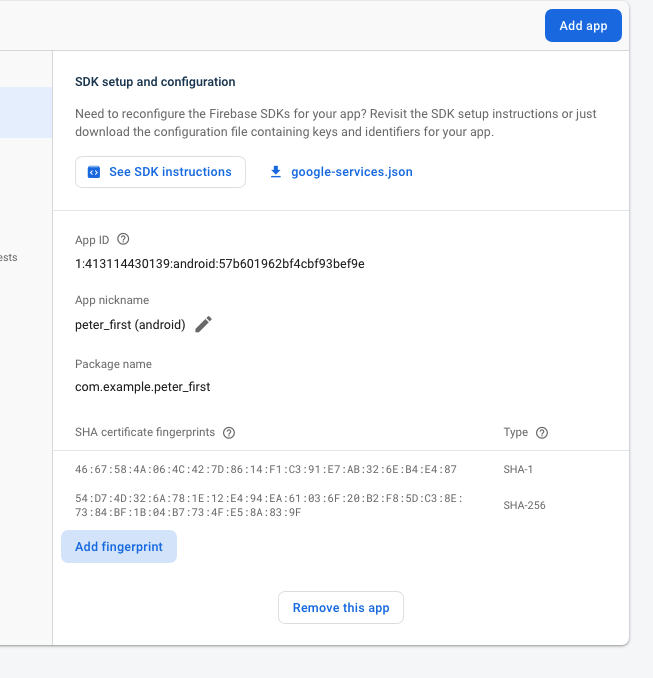 Add app
SDK setup and configuration
Need to reconfigure the Firebase SDKs for your app? Revisit the SDK setup instructions or just
download the configuration file containing keys and identifiers for your app.
See SDK instructions
google-services.json
App ID
1:413114430139:android:57b601962bf4cbf93bef9e
ests
App nickname
peter_first (android)
Package name
com.example.peter_first
SHA certificate fingerprints
Type
46:67:58:4A:06:4C:42:7D:86:14:F1:C3:91:E7:AB:32:6E:B4:E4:87
SHA-1
54:D7:4D:32:6A:78:1E:12:E4:94:EA:61:03:6F:20:B2:F8:5D:C3:8E:
73:84:BF:1B:04:B7:73:4F:E5:8A:83:9F
SHA-256
Add fingerprint
Remove this app